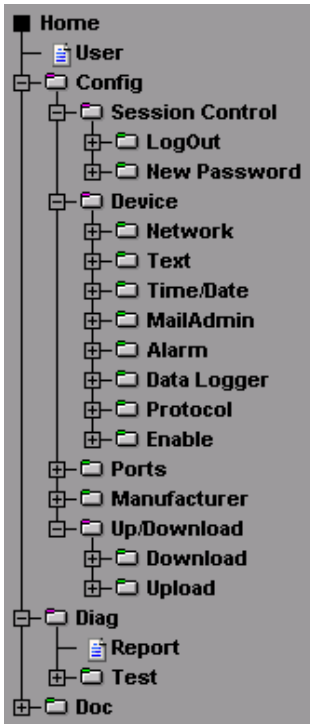 Home
User
Config
Session Control
LogOut
New Password
Device
Network
Text
Time/Date
MailAdmin
Alarm
Data Logger
Protocol
Enable
Ports
Manufacturer
Up/Download
Download
Upload
Diag
Report
Test
Doc